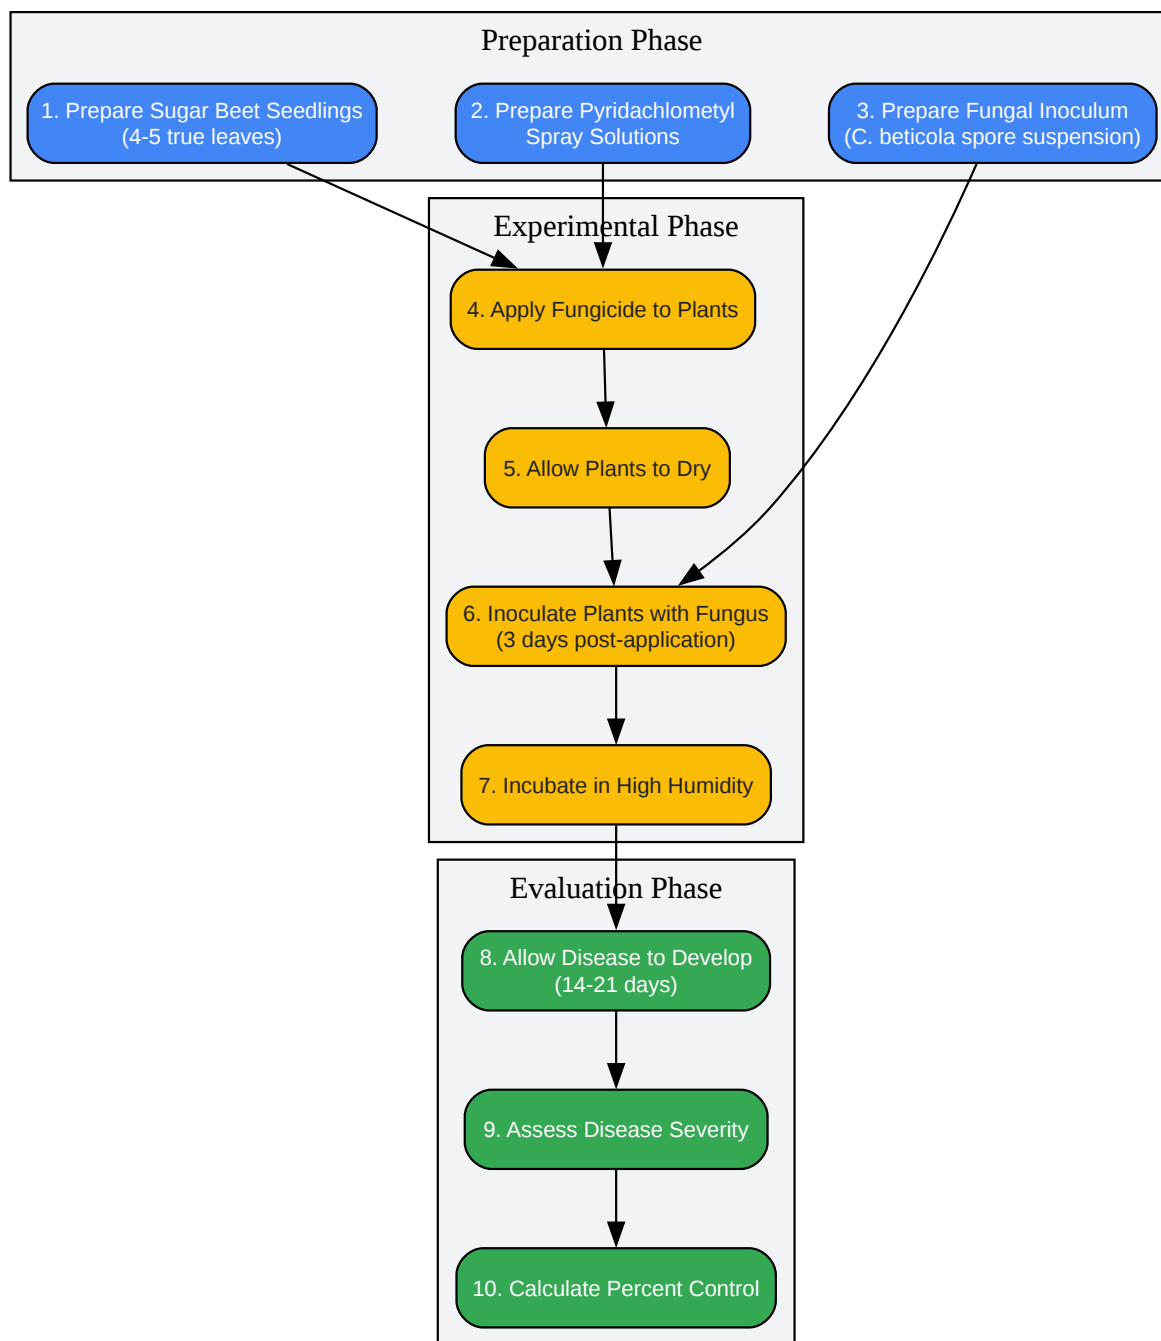 Preparation Phase
1. Prepare Sugar Beet Seedlings
(4-5 true leaves)
2. Prepare Pyridachlometyl
Spray Solutions
3. Prepare Fungal Inoculum
(C. beticola spore suspension)
Experimental Phase
4. Apply Fungicide to Plants
5. Allow Plants to Dry
6. Inoculate Plants with Fungus
(3 days post-application)
7. Incubate in High Humidity
Evaluation Phase
8. Allow Disease to Develop
(14-21 days)
9. Assess Disease Severity
10. Calculate Percent Control